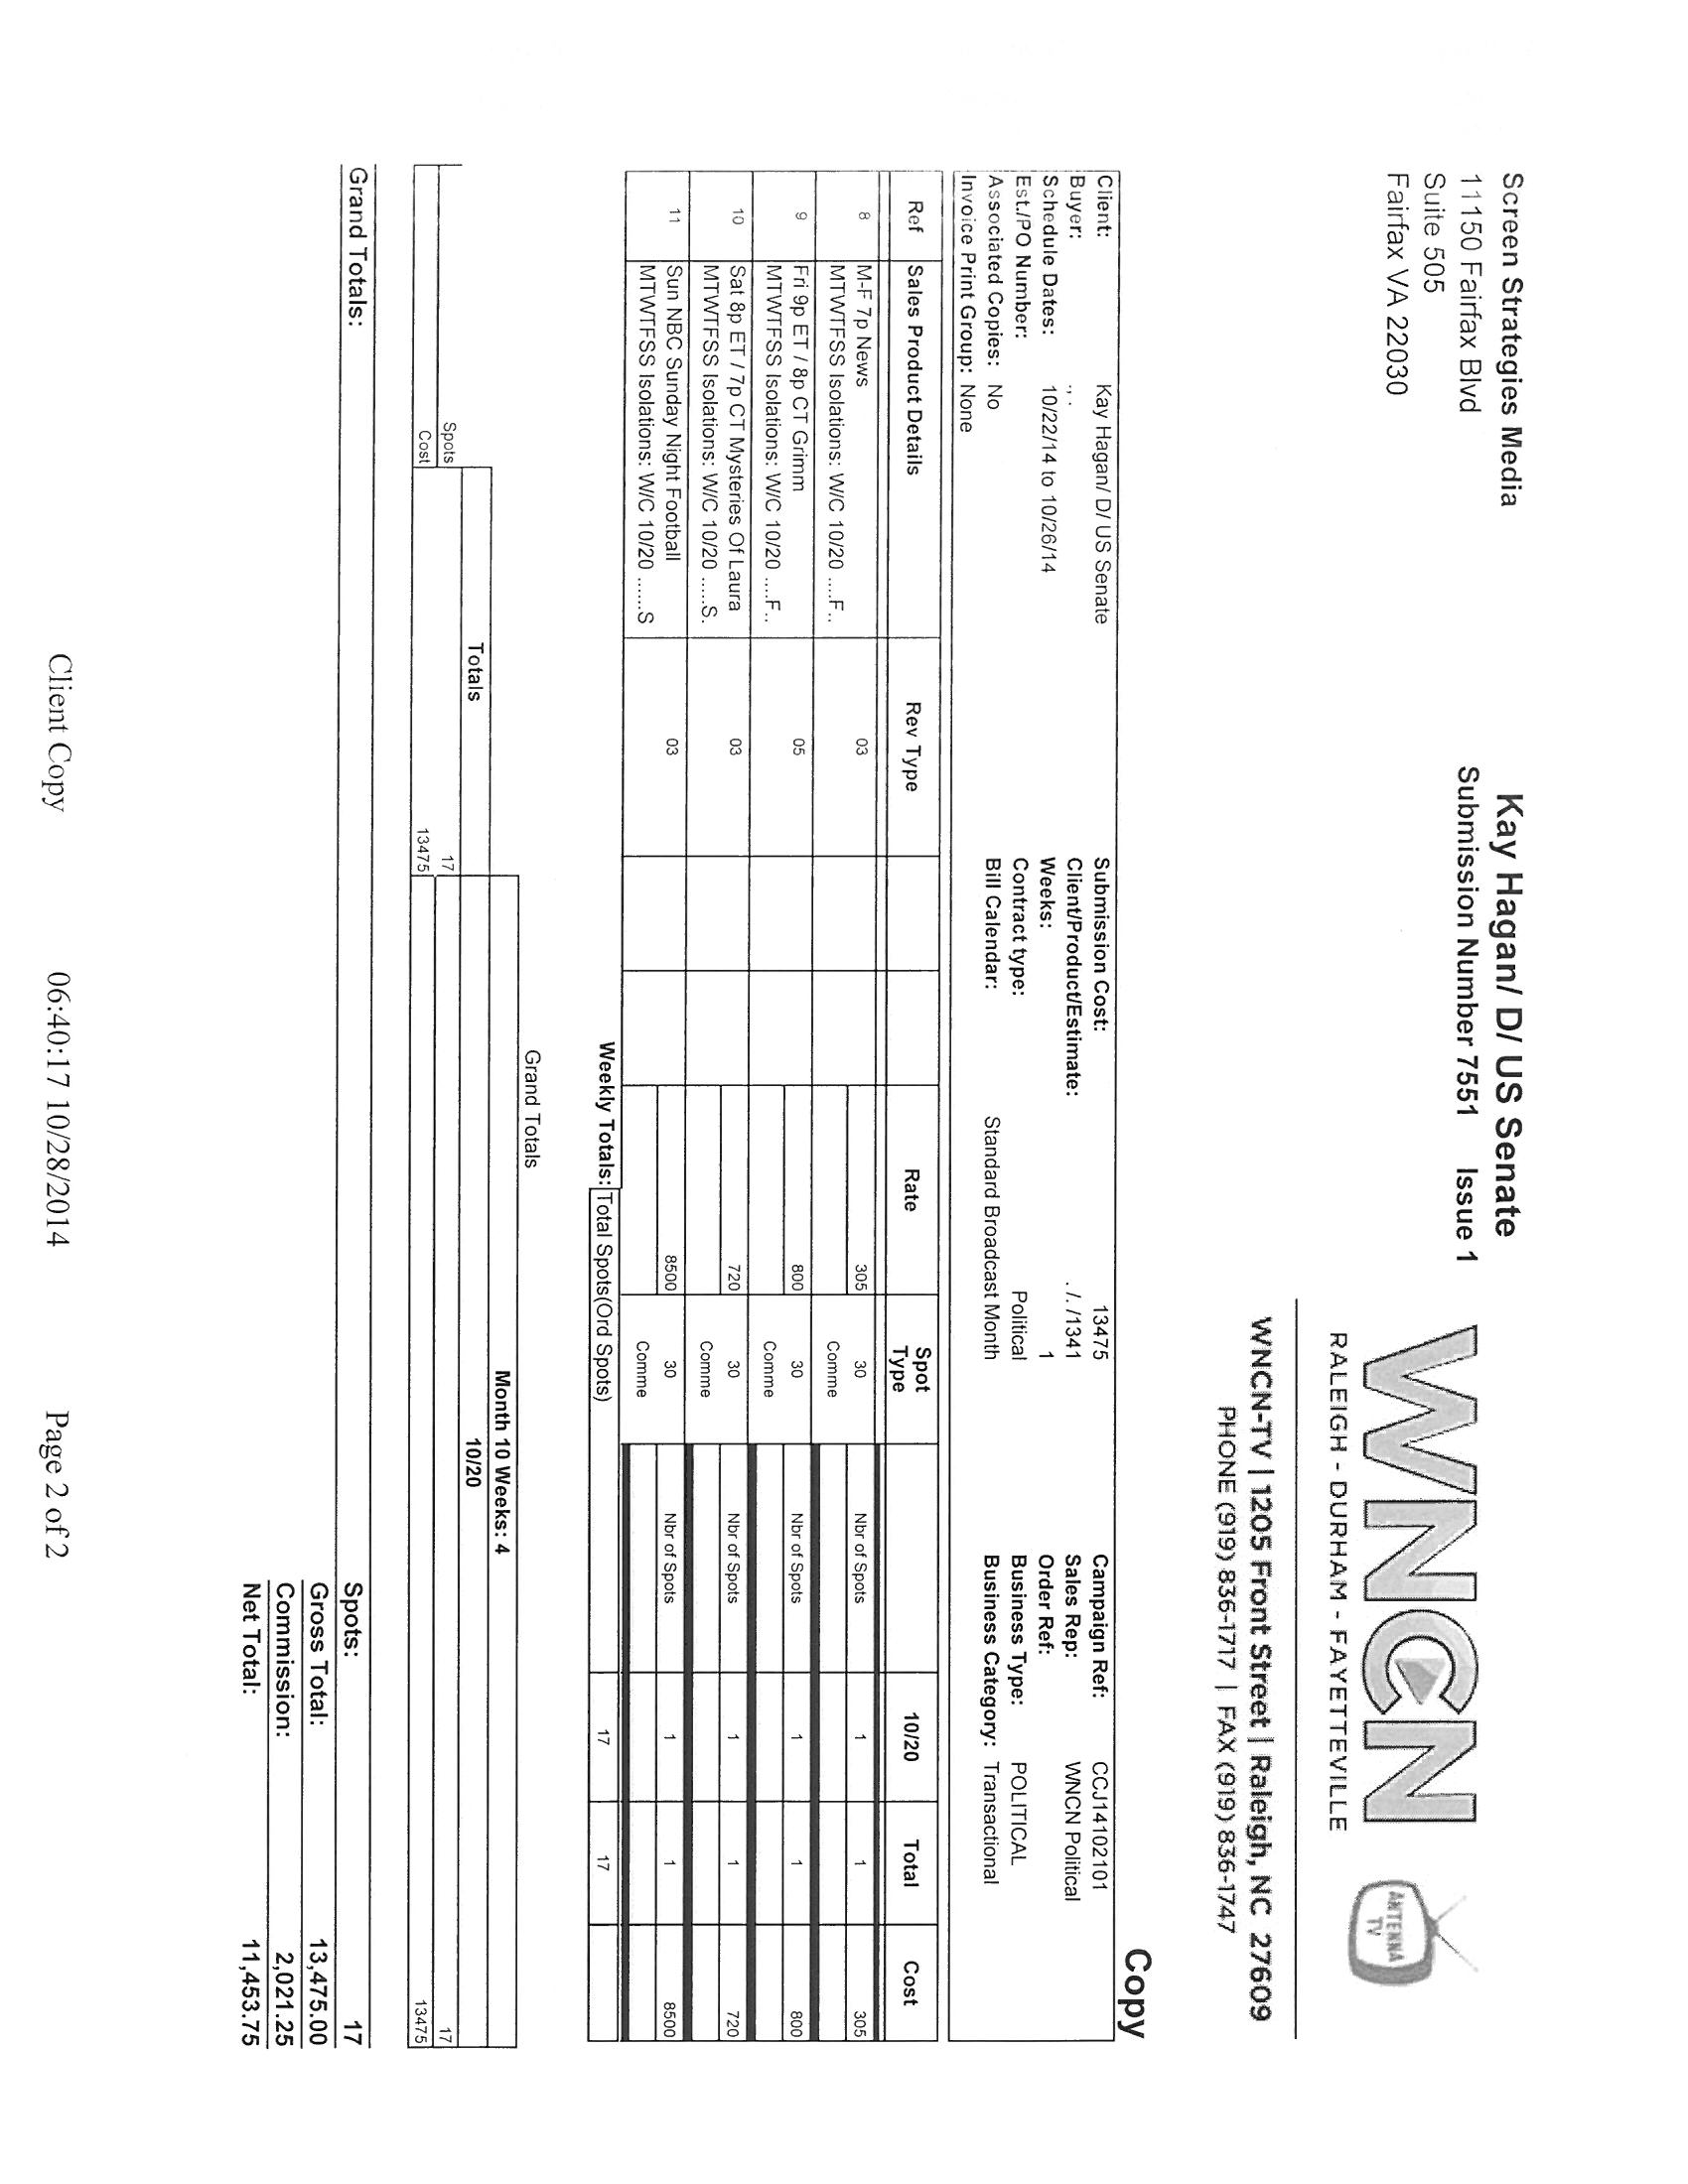 Screen Strategies Media
11150 Fairfax Blvd
Suite 505
Fairfax VA 22030
Kay Hagan/ D/ US Senate
Submission Number 7551 Issue 1
WNCN
ANTENNA TV
RALEIGH - DURHAM - FAYETTEVILLE
WNCN-TV | 1205 Front Street | Raleigh, NC 27609
PHONE (919) 836-1717 | FAX (919) 836-1747
Copy
Client: Kay Hagan/ D/ US Senate Submission Cost: 13475 Campaign Ref: CCJ14102101
Buyer: ., . Client/Product/Estimate: . /. /1341 Sales Rep: WNCN Political
Schedule Dates: 10/22/14 to 10/26/14 Weeks: 1 Order Ref:
Est./PO Number: Contract type: Political Business Type: POLITICAL
Associated Copies: No Bill Calendar: Standard Broadcast Month Business Category: Transactional
Invoice Print Group: None
Ref Sales Product Details Rev Type Rate Spot Type 10/20 Total Cost
8 M-F 7p News 03 305 30 Nbr of Spots 1 1 305
MTWTFSS Isolations: W/C 10/20 ....F.. Comme
9 Fri 9p ET / 8p CT Grimm 05 800 30 Nbr of Spots 1 1 800
MTWTFSS Isolations: W/C 10/20 ....F.. Comme
10 Sat 8p ET / 7p CT Mysteries Of Laura 03 720 30 Nbr of Spots 1 1 720
MTWTFSS Isolations: W/C 10/20 .....S. Comme
11 Sun NBC Sunday Night Football 03 8500 30 Nbr of Spots 1 1 8500
MTWTFSS Isolations: W/C 10/20 ......S Comme
Weekly Totals: Total Spots(Ord Spots) 17 17
Grand Totals
Month 10 Weeks: 4
Totals 10/20
Spots 17 17
Cost 13475 13475
Grand Totals: Spots: 17
Gross Total: 13,475.00
Commission: 2,021.25
Net Total: 11,453.75
Client Copy 06:40:17 10/28/2014 Page 2 of 2